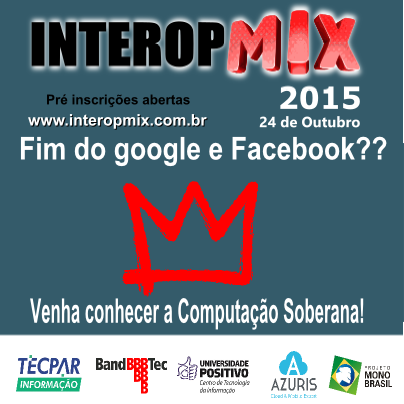 INTEROPMIX
Pré inscrições abertas
2015
www.interopmix.com.br
24 de Outubro
Fim do google e Facebook??
Venha conhecer a Computação Soberana!
TECPAR
INFORMAÇÃO
BandTec
UNIVERSIDADE
POSITIVO
Centro de Tecnologia
da Informação
AZURIS
PROJETO
MONO
BRASIL